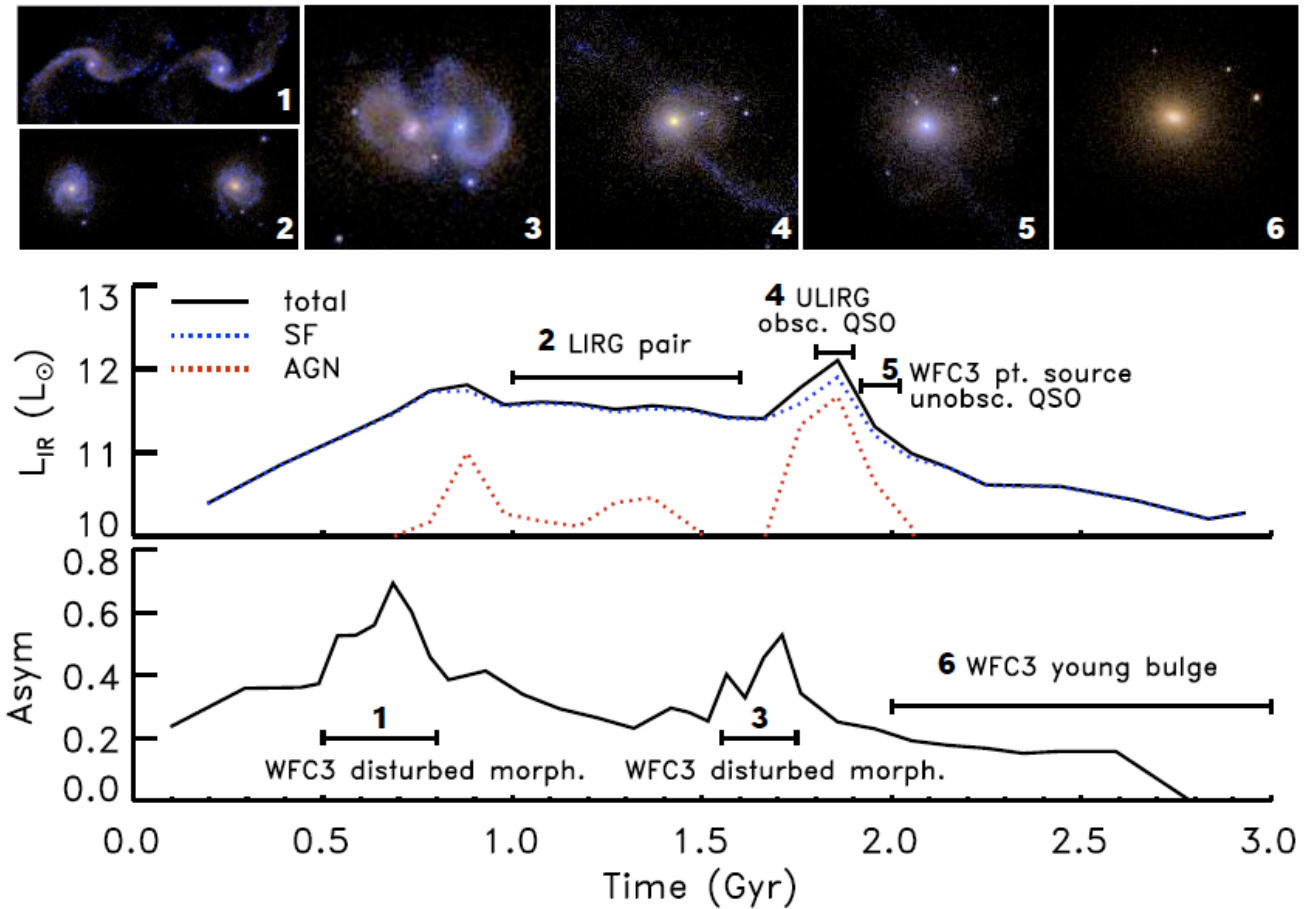 1
2
3
4
5
6
13
12
11
10
L_IR (L_⊙)
total
SF
AGN
2 LIRG pair
4 ULIRG
obsc. QSO
5 WFC3 pt. source
unobsc. QSO
0.8
0.6
0.4
0.2
0.0
Asym
1
WFC3 disturbed morph.
3
WFC3 disturbed morph.
6 WFC3 young bulge
0.0 0.5 1.0 1.5 2.0 2.5 3.0
Time (Gyr)